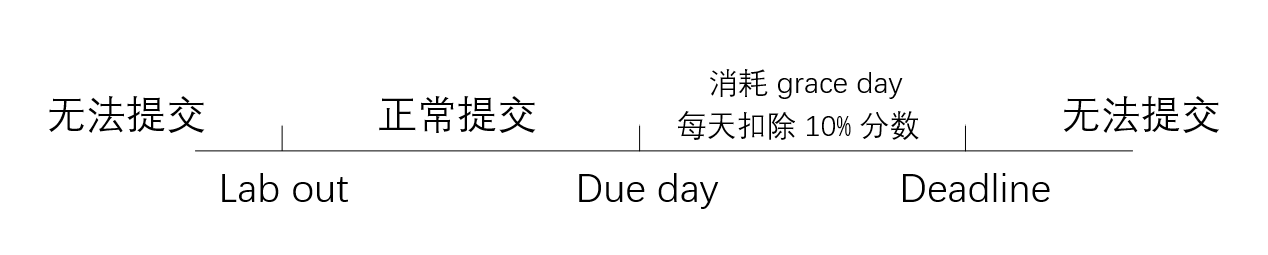 消耗 grace day
无法提交
正常提交
每天扣除 10% 分数
无法提交
Lab out
Due day
Deadline